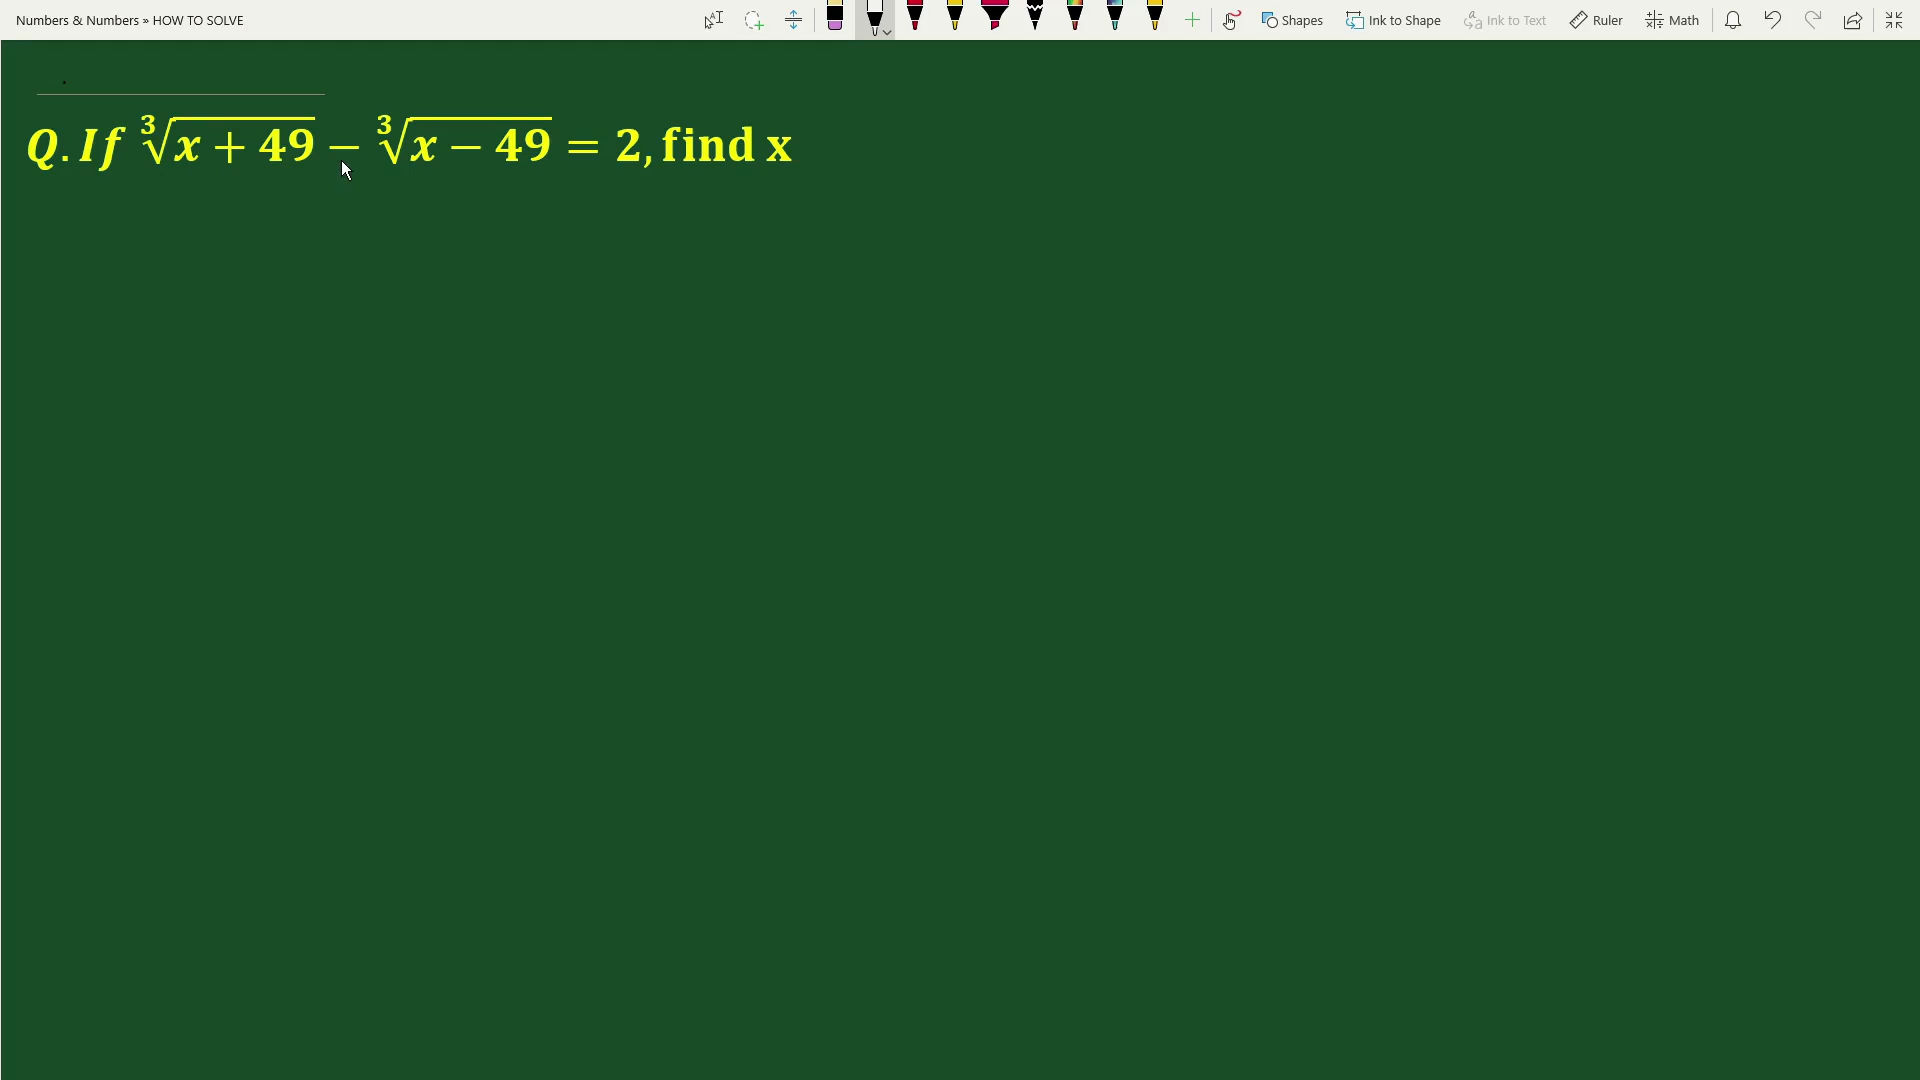 Numbers & Numbers » HOW TO SOLVE
Shapes
Ink to Shape
Ink to Text
Ruler
Math
Q. If ∛(x + 49) − ∛(x − 49) = 2, find x